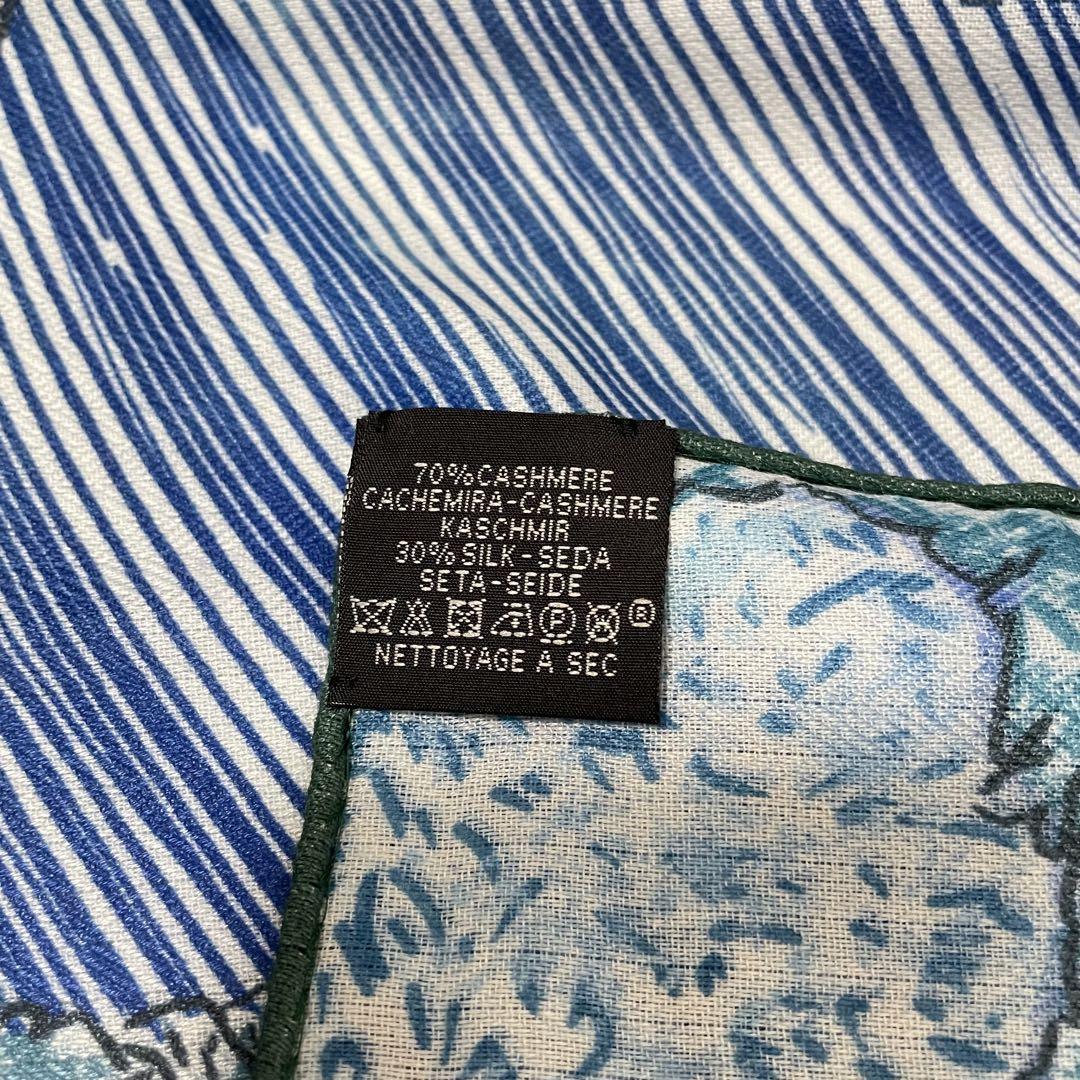 70%CASHMERE
CACHEMIRA-CASHMERE
KASCHMIR
30%SILK-SEDA
SETA-SEIDE
P ®
NETTOYAGE A SEC